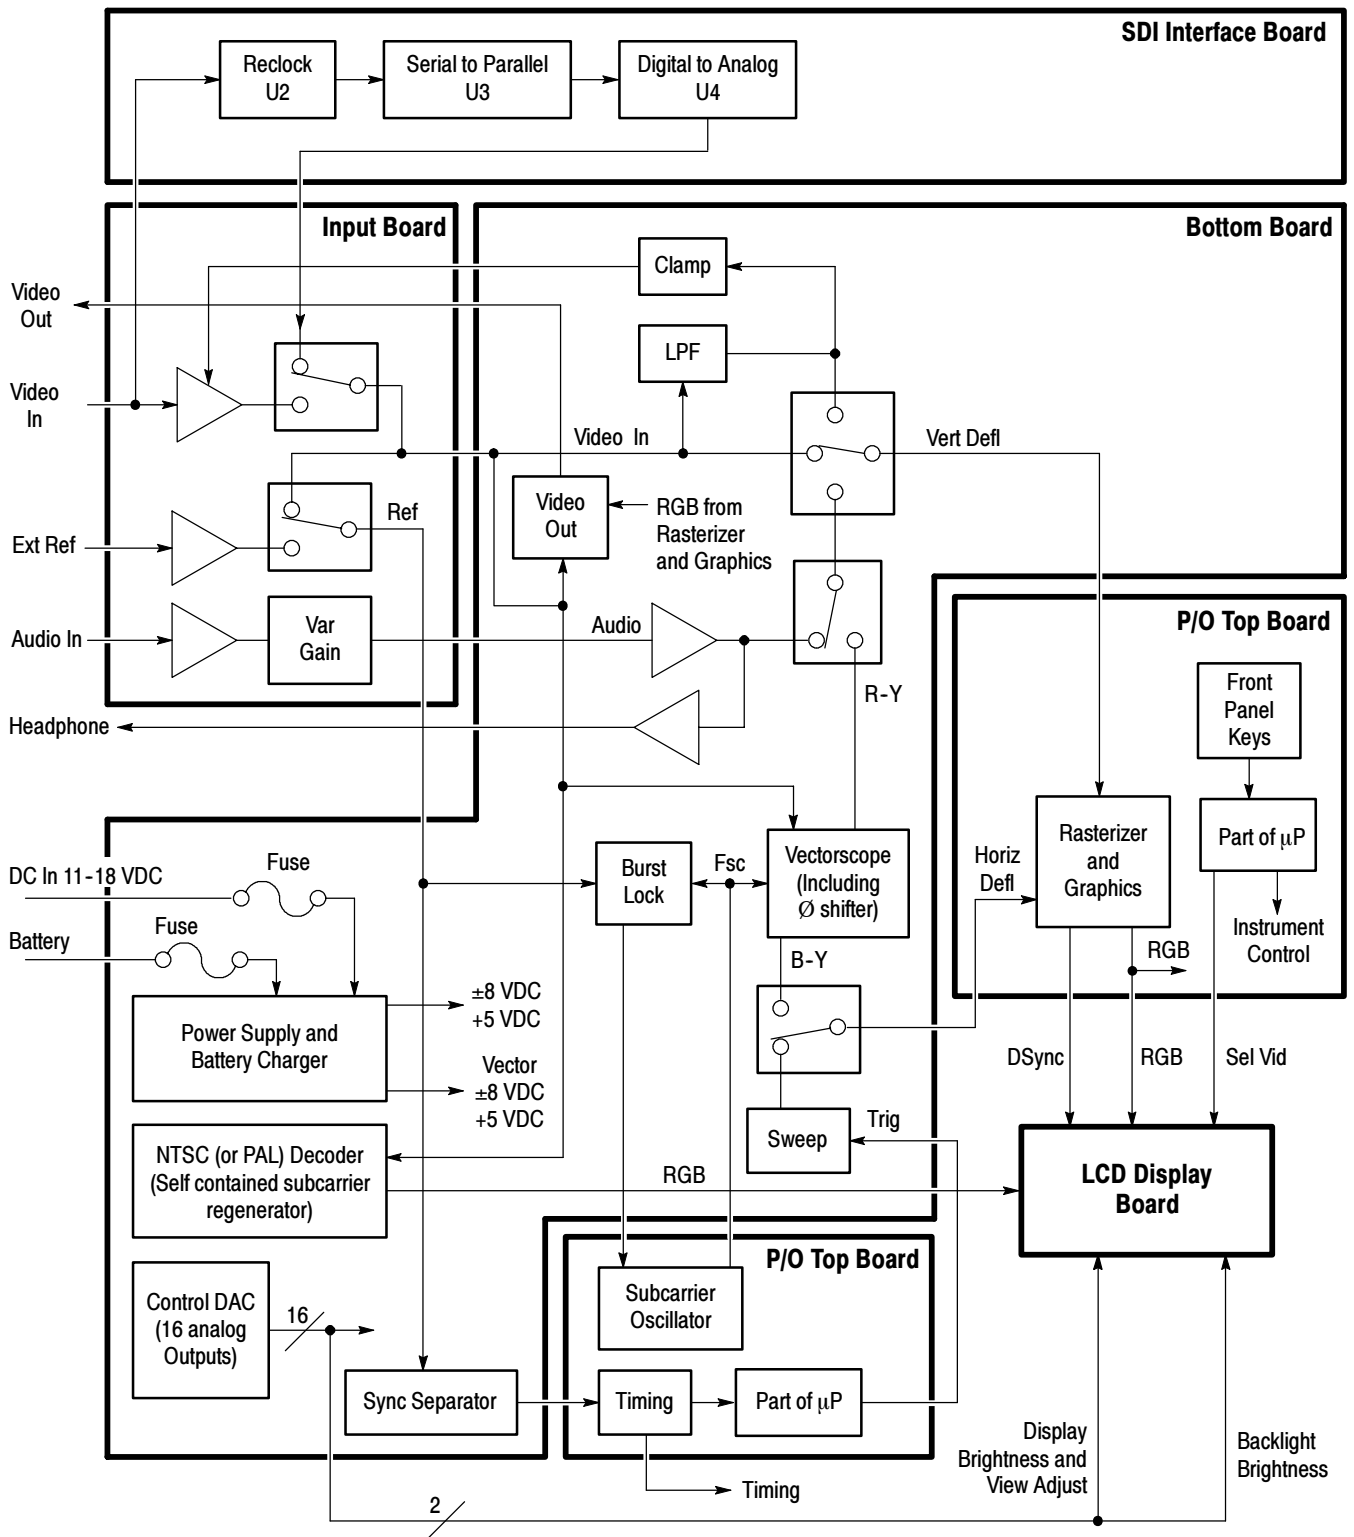 SDI Interface Board
Reclock
U2
Serial to Parallel
U3
Digital to Analog
U4
Input Board
Bottom Board
Clamp
Video
Out
LPF
Video
In
Video In
Vert Defl
Ref
Video
Out
RGB from
Rasterizer
and Graphics
Ext Ref
Audio In
Var
Gain
Audio
P/O Top Board
R-Y
Front
Panel
Keys
Headphone
Rasterizer
and
Graphics
Part of µP
Horiz
Defl
DC In 11-18 VDC
Fuse
Burst
Lock
Fsc
Vectorscope
(Including
Ø shifter)
Battery
Fuse
B-Y
RGB
Instrument
Control
±8 VDC
+5 VDC
Power Supply and
Battery Charger
Vector
±8 VDC
+5 VDC
DSync
RGB
Sel Vid
Sweep
Trig
NTSC (or PAL) Decoder
(Self contained subcarrier
regenerator)
RGB
LCD Display
Board
P/O Top Board
Control DAC
(16 analog
Outputs)
16
Subcarrier
Oscillator
Sync Separator
Timing
Part of µP
Display
Brightness and
View Adjust
Backlight
Brightness
Timing
2